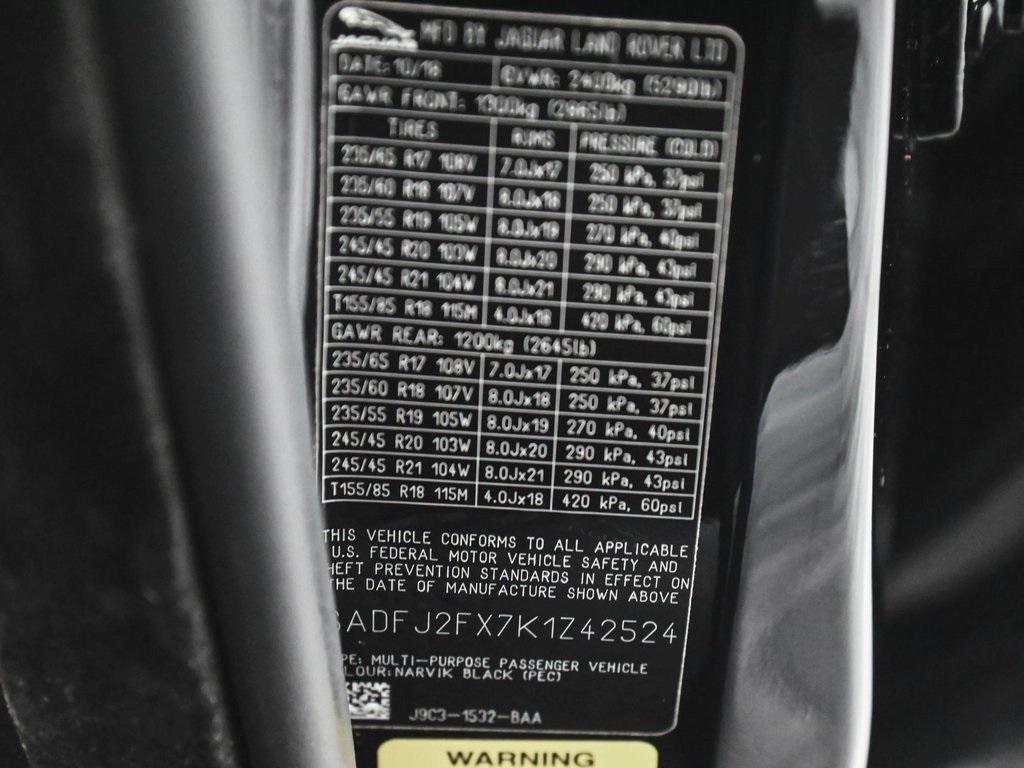 MFD BY JAGUAR LAND ROVER LTD
DATE: 10/18 GVWR: 2400kg (5290lb)
GAWR FRONT: 1300kg (2865lb)
TIRES RIMS PRESSURE (COLD)
235/65 R17 108V 7.0Jx17 250 kPa, 37psi
235/60 R18 107V 8.0Jx18 250 kPa, 37psi
235/55 R19 105W 8.0Jx19 270 kPa, 40psi
245/45 R20 103W 8.0Jx20 290 kPa, 43psi
245/45 R21 104W 8.0Jx21 290 kPa, 43psi
T155/85 R18 115M 4.0Jx18 420 kPa, 60psi
GAWR REAR: 1200kg (2645lb)
235/65 R17 108V 7.0Jx17 250 kPa, 37psi
235/60 R18 107V 8.0Jx18 250 kPa, 37psi
235/55 R19 105W 8.0Jx19 270 kPa, 40psi
245/45 R20 103W 8.0Jx20 290 kPa, 43psi
245/45 R21 104W 8.0Jx21 290 kPa, 43psi
T155/85 R18 115M 4.0Jx18 420 kPa, 60psi
THIS VEHICLE CONFORMS TO ALL APPLICABLE
U.S. FEDERAL MOTOR VEHICLE SAFETY AND
HEFT PREVENTION STANDARDS IN EFFECT ON
THE DATE OF MANUFACTURE SHOWN ABOVE
ADFJ2FX7K1Z42524
PE: MULTI-PURPOSE PASSENGER VEHICLE
LOUR: NARVIK BLACK (PEC)
J9C3-1532-BAA
WARNING